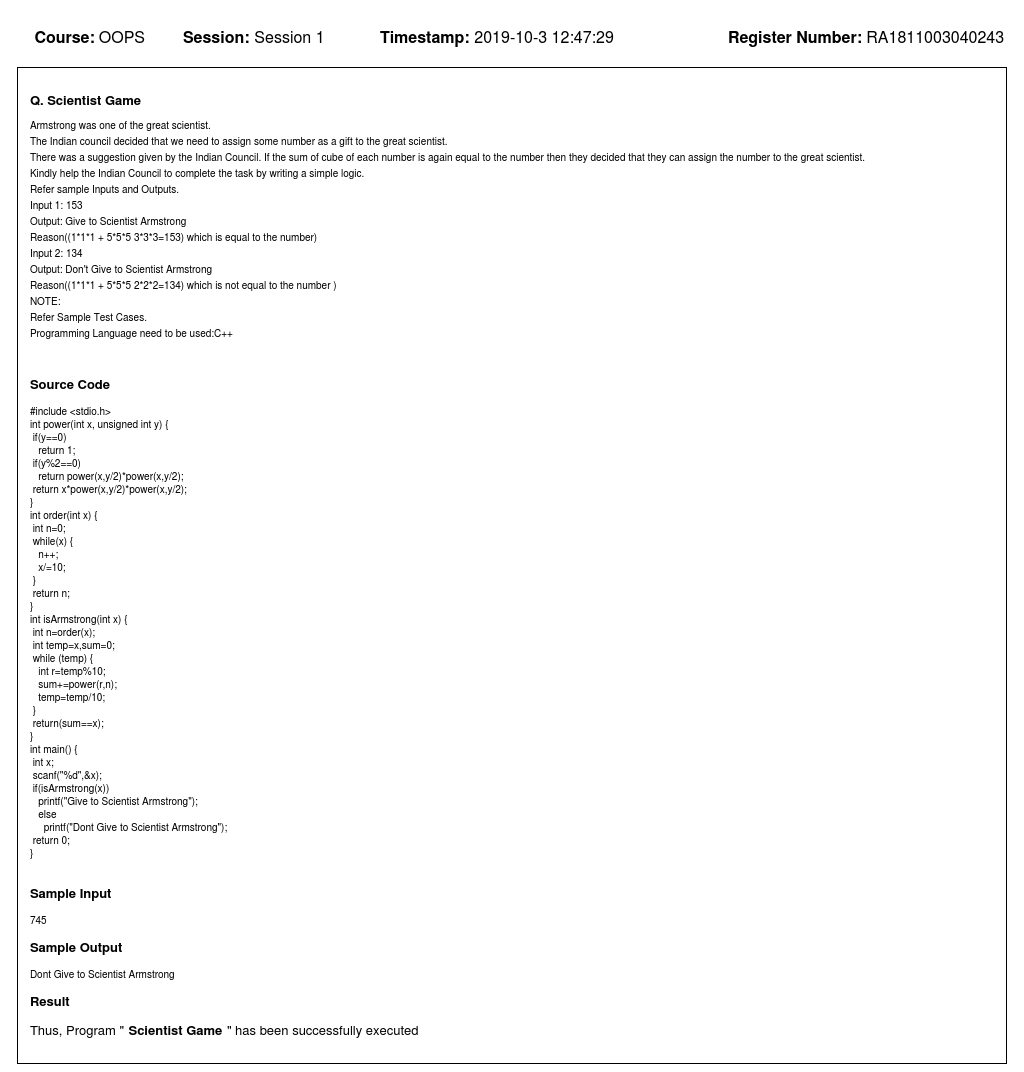 Course: OOPS Session: Session 1 Timestamp: 2019-10-3 12:47:29 Register Number: RA1811003040243
Q. Scientist Game
Armstrong was one of the great scientist.
The Indian council decided that we need to assign some number as a gift to the great scientist.
There was a suggestion given by the Indian Council. If the sum of cube of each number is again equal to the number then they decided that they can assign the number to the great scientist.
Kindly help the Indian Council to complete the task by writing a simple logic.
Refer sample Inputs and Outputs.
Input 1: 153
Output: Give to Scientist Armstrong
Reason((1*1*1 + 5*5*5 3*3*3=153) which is equal to the number)
Input 2: 134
Output: Don't Give to Scientist Armstrong
Reason((1*1*1 + 5*5*5 2*2*2=134) which is not equal to the number )
NOTE:
Refer Sample Test Cases.
Programming Language need to be used:C++
Source Code
#include <stdio.h>
int power(int x, unsigned int y) {
if(y==0)
return 1;
if(y%2==0)
return power(x,y/2)*power(x,y/2);
return x*power(x,y/2)*power(x,y/2);
}
int order(int x) {
int n=0;
while(x) {
n++;
x/=10;
}
return n;
}
int isArmstrong(int x) {
int n=order(x);
int temp=x,sum=0;
while (temp) {
int r=temp%10;
sum+=power(r,n);
temp=temp/10;
}
return(sum==x);
}
int main() {
int x;
scanf("%d",&x);
if(isArmstrong(x))
printf("Give to Scientist Armstrong");
else
printf("Dont Give to Scientist Armstrong");
return 0;
}
Sample Input
745
Sample Output
Dont Give to Scientist Armstrong
Result
Thus, Program " Scientist Game " has been successfully executed